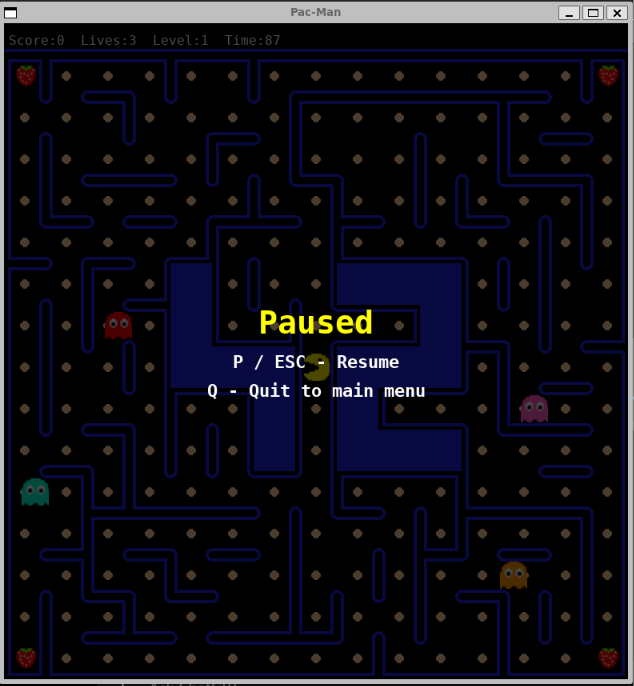 Pac-Man
Score:0 Lives:3 Level:1 Time:87
Paused
P / ESC - Resume
Q - Quit to main menu